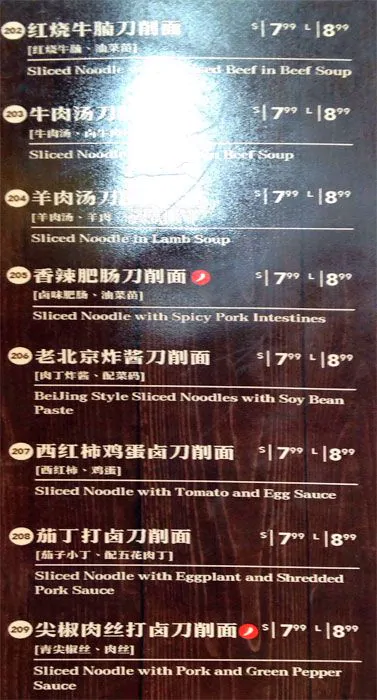 202 红烧牛腩刀削面 S 7.99 L 8.99
[红烧牛腩、油菜苗]
Sliced Noodle ed Beef in Beef Soup
203 牛肉汤刀 S 7.99 L 8.99
[牛肉汤、卤牛
Sliced Noodle Beef Soup
204 羊肉汤刀 面 S 7.99 L 8.99
[羊肉汤、羊肉
Sliced Noodle in Lamb Soup
205 香辣肥肠刀削面 S 7.99 L 8.99
[卤味肥肠、油菜苗]
Sliced Noodle with Spicy Pork Intestines
206 老北京炸酱刀削面 S 7.99 L 8.99
[肉丁炸酱、配菜码]
BeiJing Style Sliced Noodles with Soy Bean
Paste
207 西红柿鸡蛋卤刀削面 S 7.99 L 8.99
[西红柿、鸡蛋]
Sliced Noodle with Tomato and Egg Sauce
208 茄丁打卤刀削面 S 7.99 L 8.99
[茄子小丁、配五花肉丁]
Sliced Noodle with Eggplant and Shredded
Pork Sauce
209 尖椒肉丝打卤刀削面 S 7.99 L 8.99
[青尖椒丝、肉丝]
Sliced Noodle with Pork and Green Pepper
Sauce